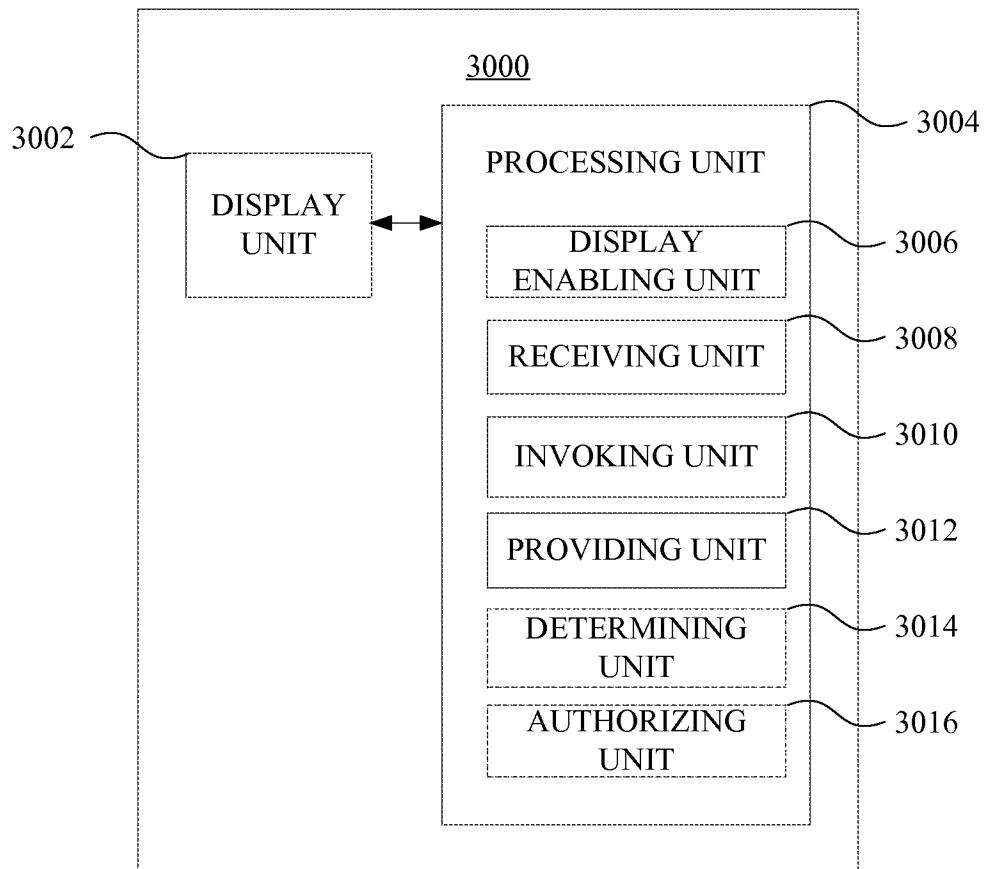 3000
3002
DISPLAY
UNIT
3004
PROCESSING UNIT
DISPLAY
ENABLING UNIT
3006
RECEIVING UNIT
3008
INVOKING UNIT
3010
PROVIDING UNIT
3012
DETERMINING
UNIT
3014
AUTHORIZING
UNIT
3016